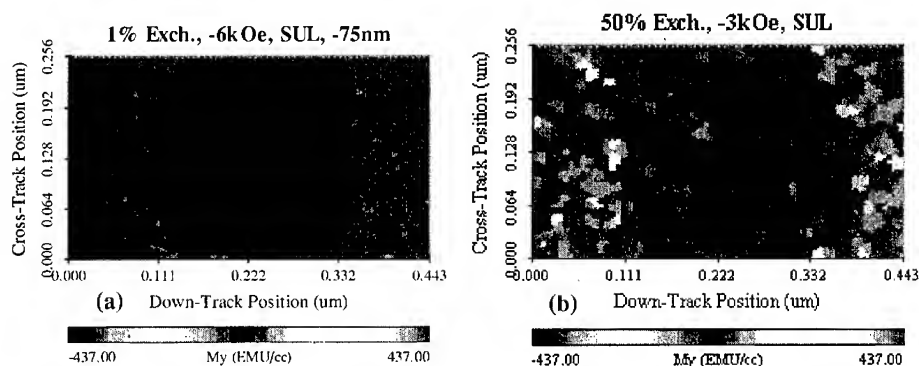 1% Exch., -6kOe, SUL, -75nm
Cross-Track Position (um)
0.256
0.192
0.128
0.064
0.000
0.000 0.111 0.222 0.332 0.443
(a) Down-Track Position (um)
-437.00 My (EMU/cc) 437.00
50% Exch., -3kOe, SUL
Cross-Track Position (um)
0.256
0.192
0.128
0.064
0.000
0.000 0.111 0.222 0.332 0.443
(b) Down-Track Position (um)
-437.00 My (EMU/cc) 437.00